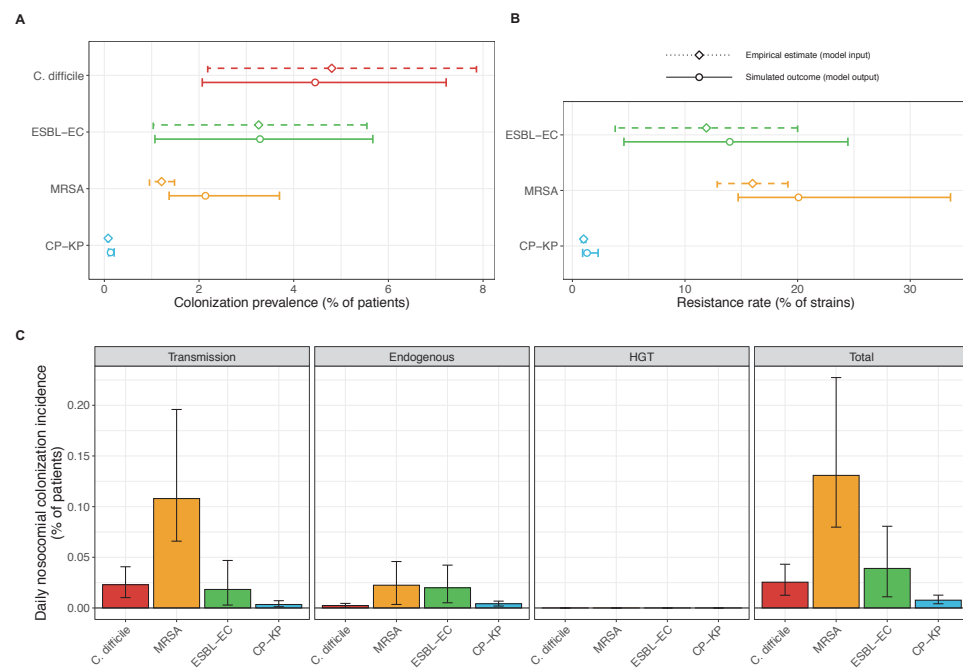 A
C. difficile
ESBL−EC
MRSA
CP−KP
0 2 4 6 8
Colonization prevalence (% of patients)
B
Empirical estimate (model input)
Simulated outcome (model output)
ESBL−EC
MRSA
CP−KP
0 10 20 30
Resistance rate (% of strains)
C
Transmission Endogenous HGT Total
Daily nosocomial colonization incidence
(% of patients)
0.20
0.15
0.10
0.05
0.00
C. difficile MRSA ESBL−EC CP−KP C. difficile MRSA ESBL−EC CP−KP C. difficile MRSA ESBL−EC CP−KP C. difficile MRSA ESBL−EC CP−KP